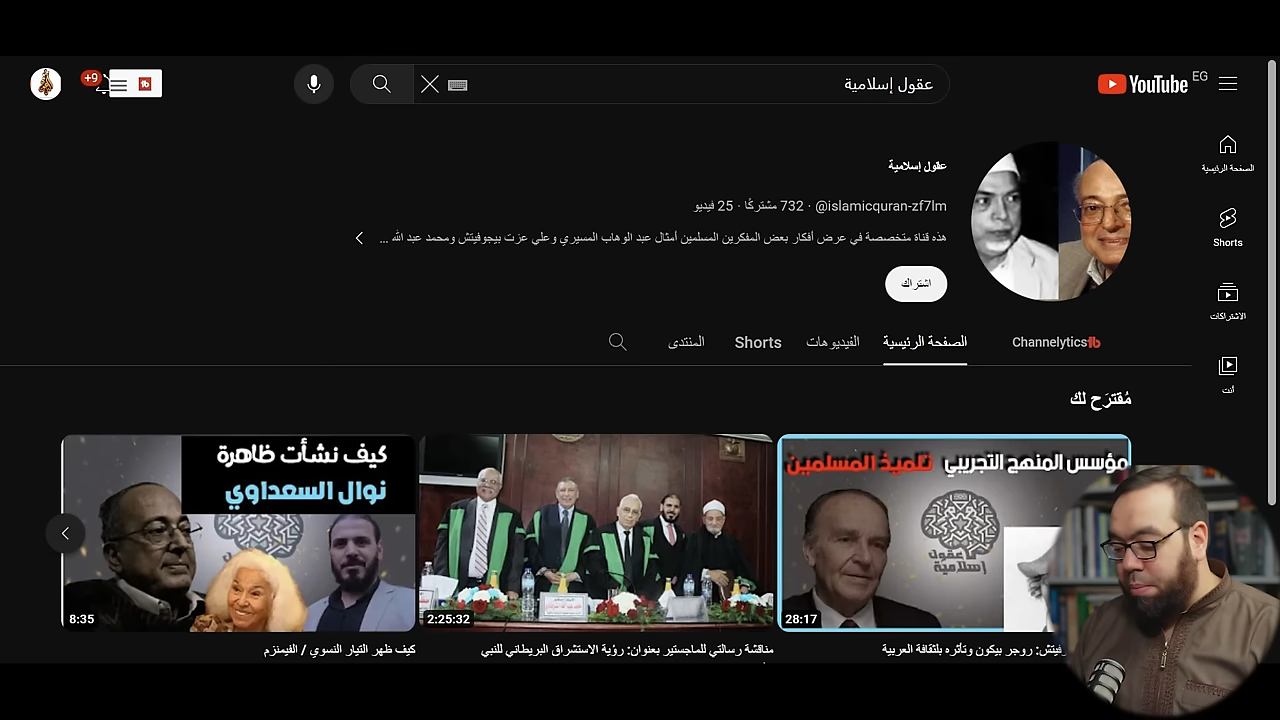 +9
عقول إسلامية
YouTube EG
الصفحة الرئيسية
Shorts
الاشتراكات
أنت
عقول إسلامية
@islamicquran-zf7lm · 732 مشتركًا · 25 فيديو
هذه قناة متخصصة في عرض أفكار بعض المفكرين المسلمين أمثال عبد الوهاب المسيري وعلي عزت بيجوفيتش ومحمد عبد الله ...
اشتراك
Channelytics
الصفحة الرئيسية
الفيديوهات
Shorts
المنتدى
مُقترَح لك
مؤسس المنهج التجريبي تلميذ المسلمين
عقول إسلامية
28:17
2:25:32
كيف نشأت ظاهرة
نوال السعداوي
8:35
روجر بيكون وتأثره بلثقافة العربية
مناقشة رسالتي للماجستير بعنوان: رؤية الاستشراق البريطاني للنبي
كيف ظهر التيار النسوي / الفيمنزم